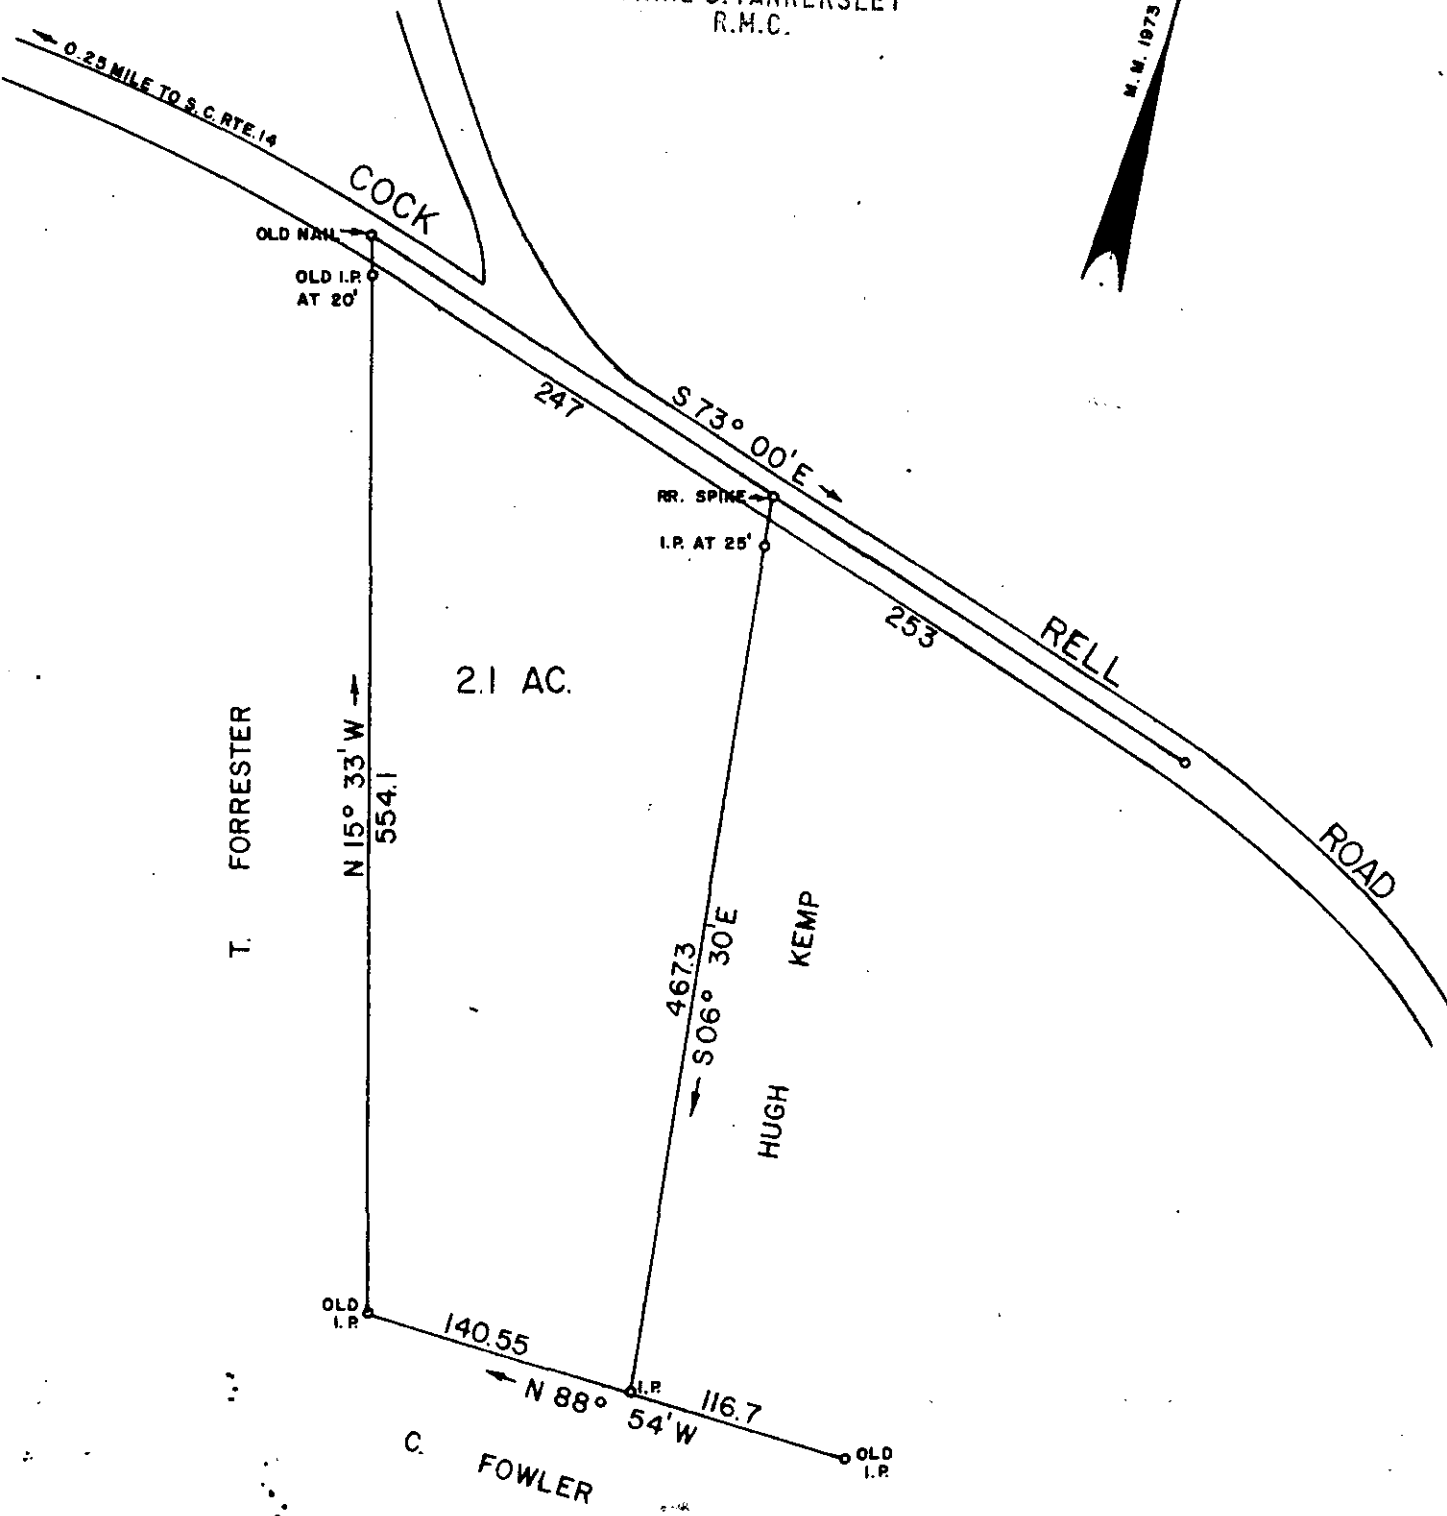 R.M.C.
M. M. 1973
0.25 MILE TO S.C. RTE. 14
COCK
OLD NAIL
OLD I.P.
AT 20'
247
S 73° 00' E
RR. SPIKE
I.P. AT 25'
253
RELL
2.1 AC.
ROAD
N 15° 33' W
554.1
T. FORRESTER
467.3
S 06° 30' E
HUGH KEMP
OLD
I.P.
140.55
I.P.
N 88° 54' W
116.7
OLD
I.P.
C. FOWLER